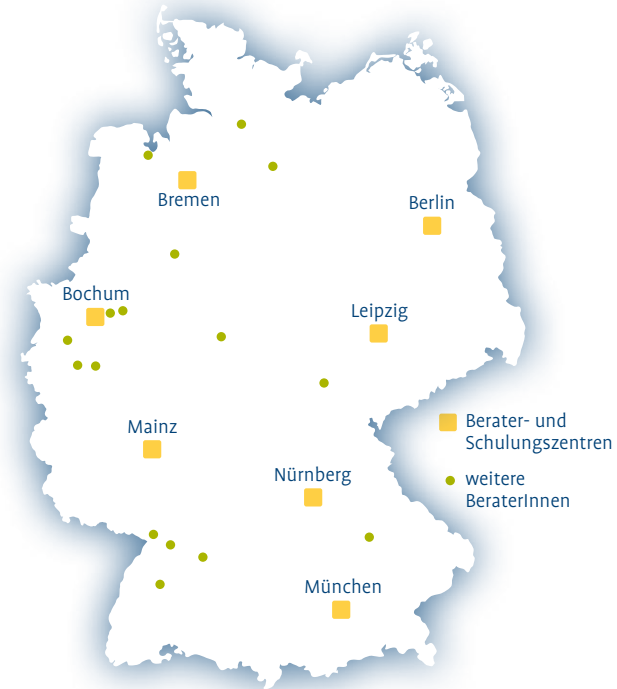 Bremen
Berlin
Bochum
Leipzig
Mainz
Berater- und
Schulungszentren
Nürnberg
weitere
BeraterInnen
München